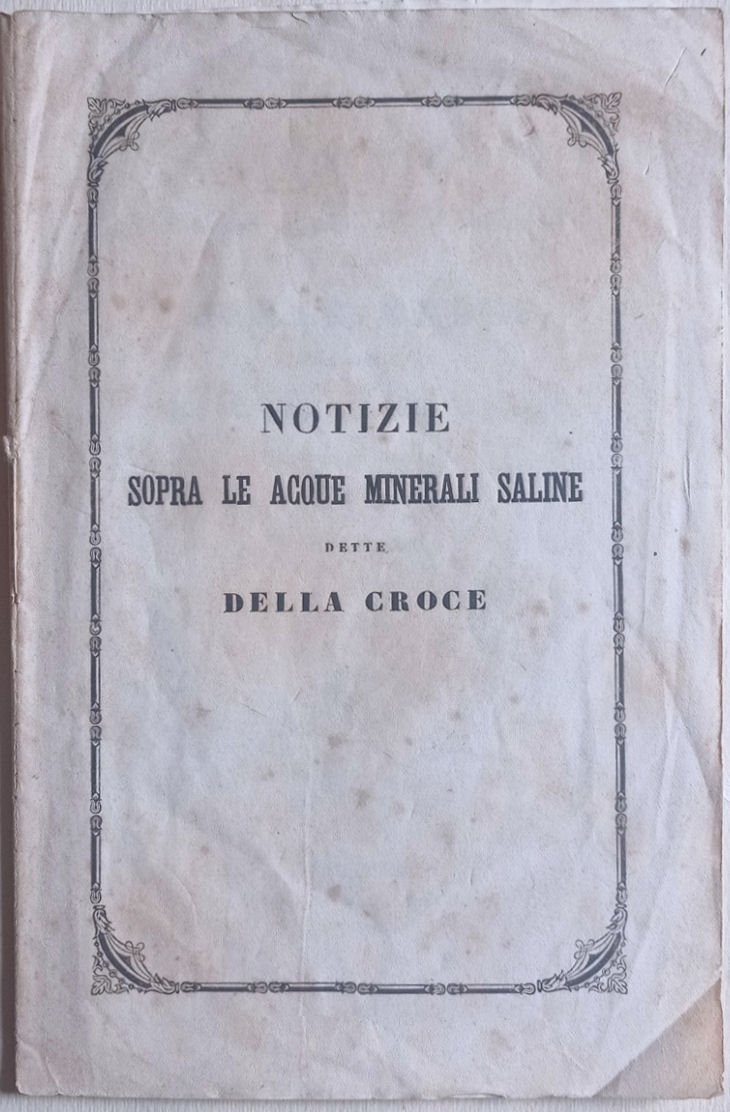 NOTIZIE
SOPRA LE ACQUE MINERALI SALINE
DETTE
DELLA CROCE